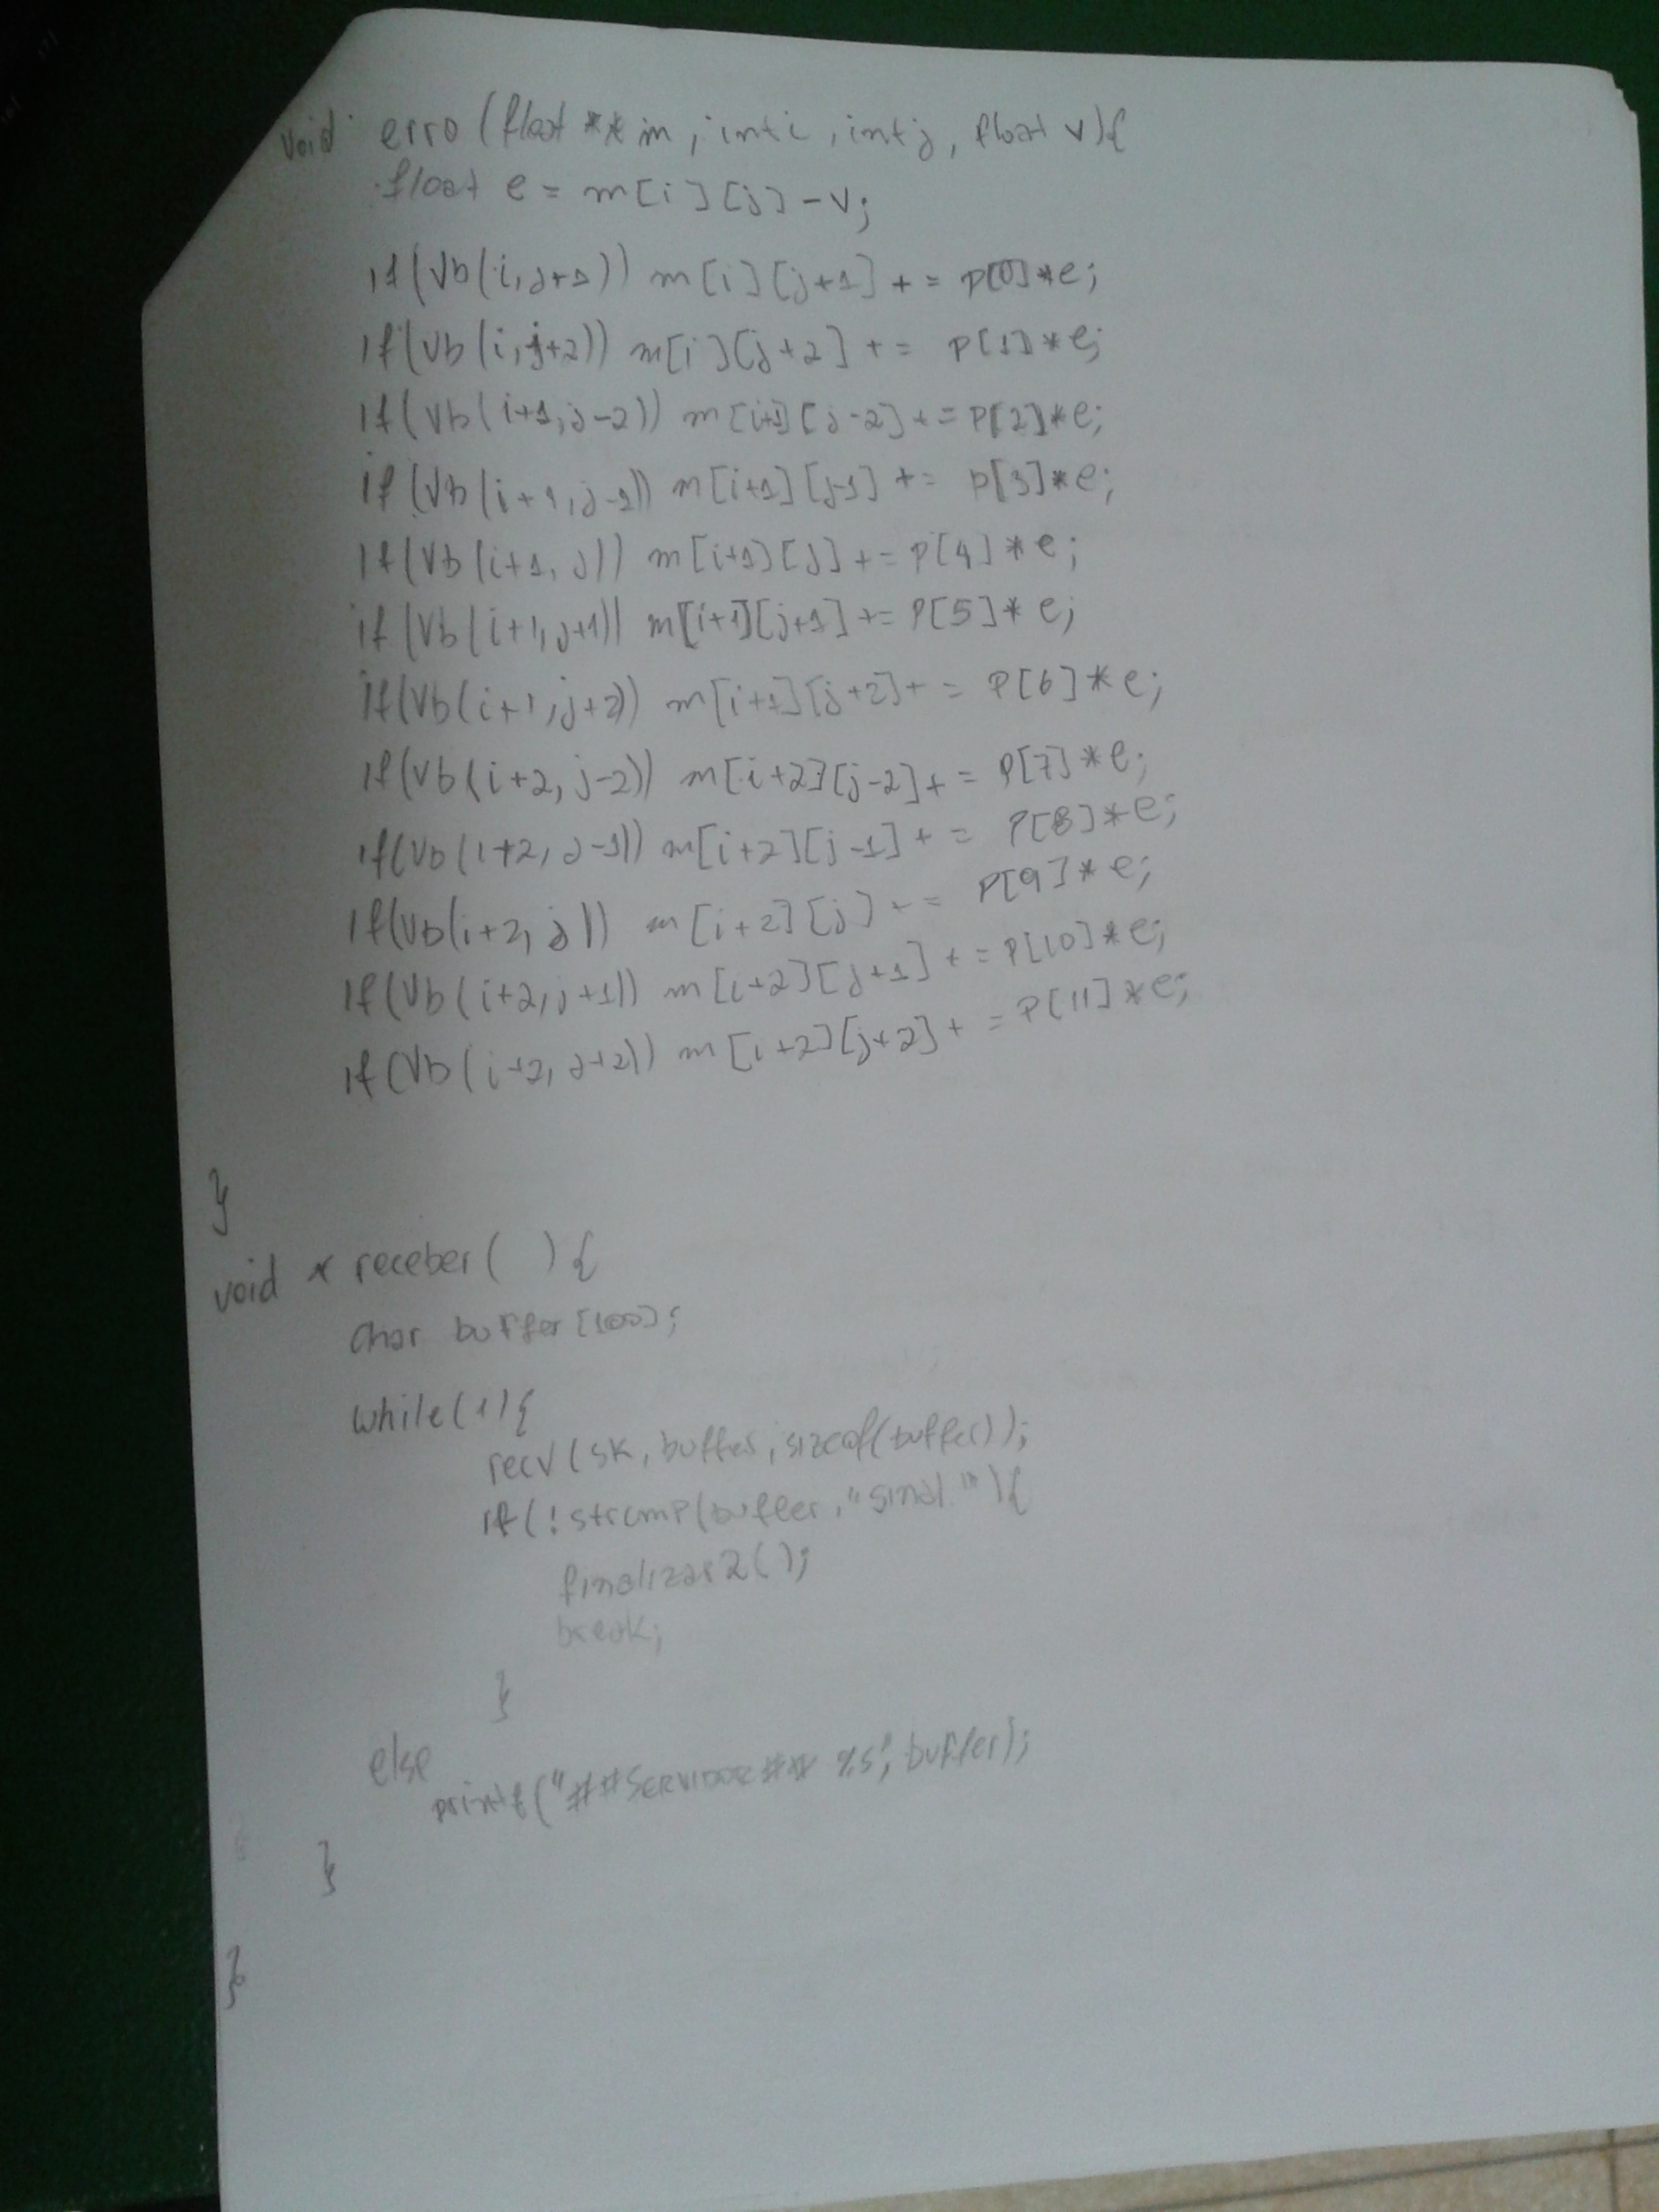 void erro (float ** m, int i, int j, float v){
float e = m[i][j] - v;
if (vb(i,j+1)) m[i][j+1] += p[0]*e;
if (vb(i,j+2)) m[i][j+2] += p[1]*e;
if (vb(i+1,j-2)) m[i+1][j-2] += p[2]*e;
if (vb(i+1,j-1)) m[i+1][j-1] += p[3]*e;
if (vb(i+1,j)) m[i+1][j] += p[4]*e;
if (vb(i+1,j+1)) m[i+1][j+1] += p[5]*e;
if (vb(i+1,j+2)) m[i+1][j+2] += p[6]*e;
if (vb(i+2,j-2)) m[i+2][j-2] += p[7]*e;
if (vb(i+2,j-1)) m[i+2][j-1] += p[8]*e;
if (vb(i+2,j)) m[i+2][j] += p[9]*e;
if (vb(i+2,j+1)) m[i+2][j+1] += p[10]*e;
if (vb(i+2,j+2)) m[i+2][j+2] += p[11]*e;
}
void * receber ( ) {
char buffer[100];
while(1){
recv (sk, buffer, sizeof(buffer));
if (!strcmp(buffer, "sinal")){
finalizar2();
break;
}
else
printf("##SERVIDOR## %s", buffer);
}
}